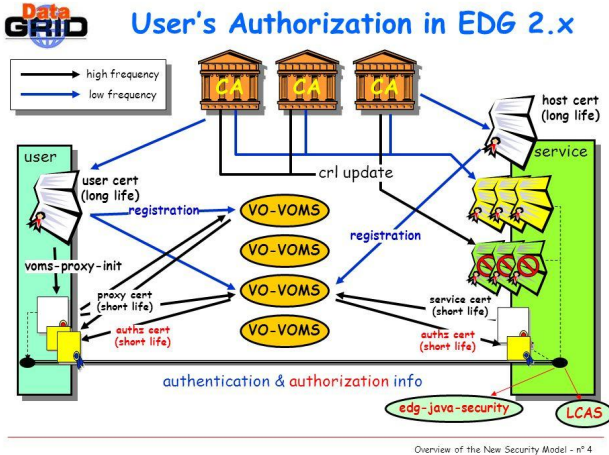 Data
GRID
User's Authorization in EDG 2.x
high frequency
low frequency
CA
CA
CA
host cert
(long life)
user
service
crl update
user cert
(long life)
registration
VO-VOMS
registration
VO-VOMS
voms-proxy-init
VO-VOMS
proxy cert
(short life)
service cert
(short life)
authz cert
(short life)
VO-VOMS
authz cert
(short life)
authentication & authorization info
edg-java-security
LCAS
Overview of the New Security Model - n° 4